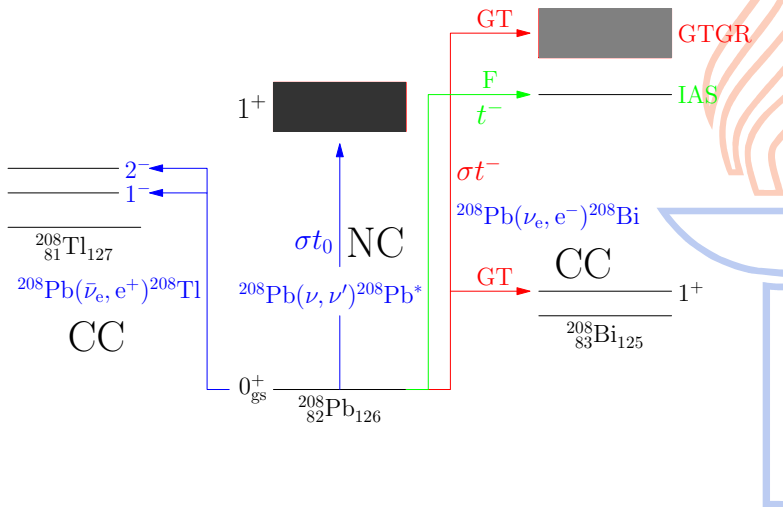 GT
GTGR
F
IAS
t⁻
1⁺
σt⁻
2⁻
1⁻
²⁰⁸₈₁Tl₁₂₇
²⁰⁸Pb(ν̄ₑ, e⁺)²⁰⁸Tl
CC
σt₀
NC
²⁰⁸Pb(ν, ν′)²⁰⁸Pb*
²⁰⁸Pb(νₑ, e⁻)²⁰⁸Bi
CC
GT
1⁺
²⁰⁸₈₃Bi₁₂₅
0⁺gs
²⁰⁸₈₂Pb₁₂₆